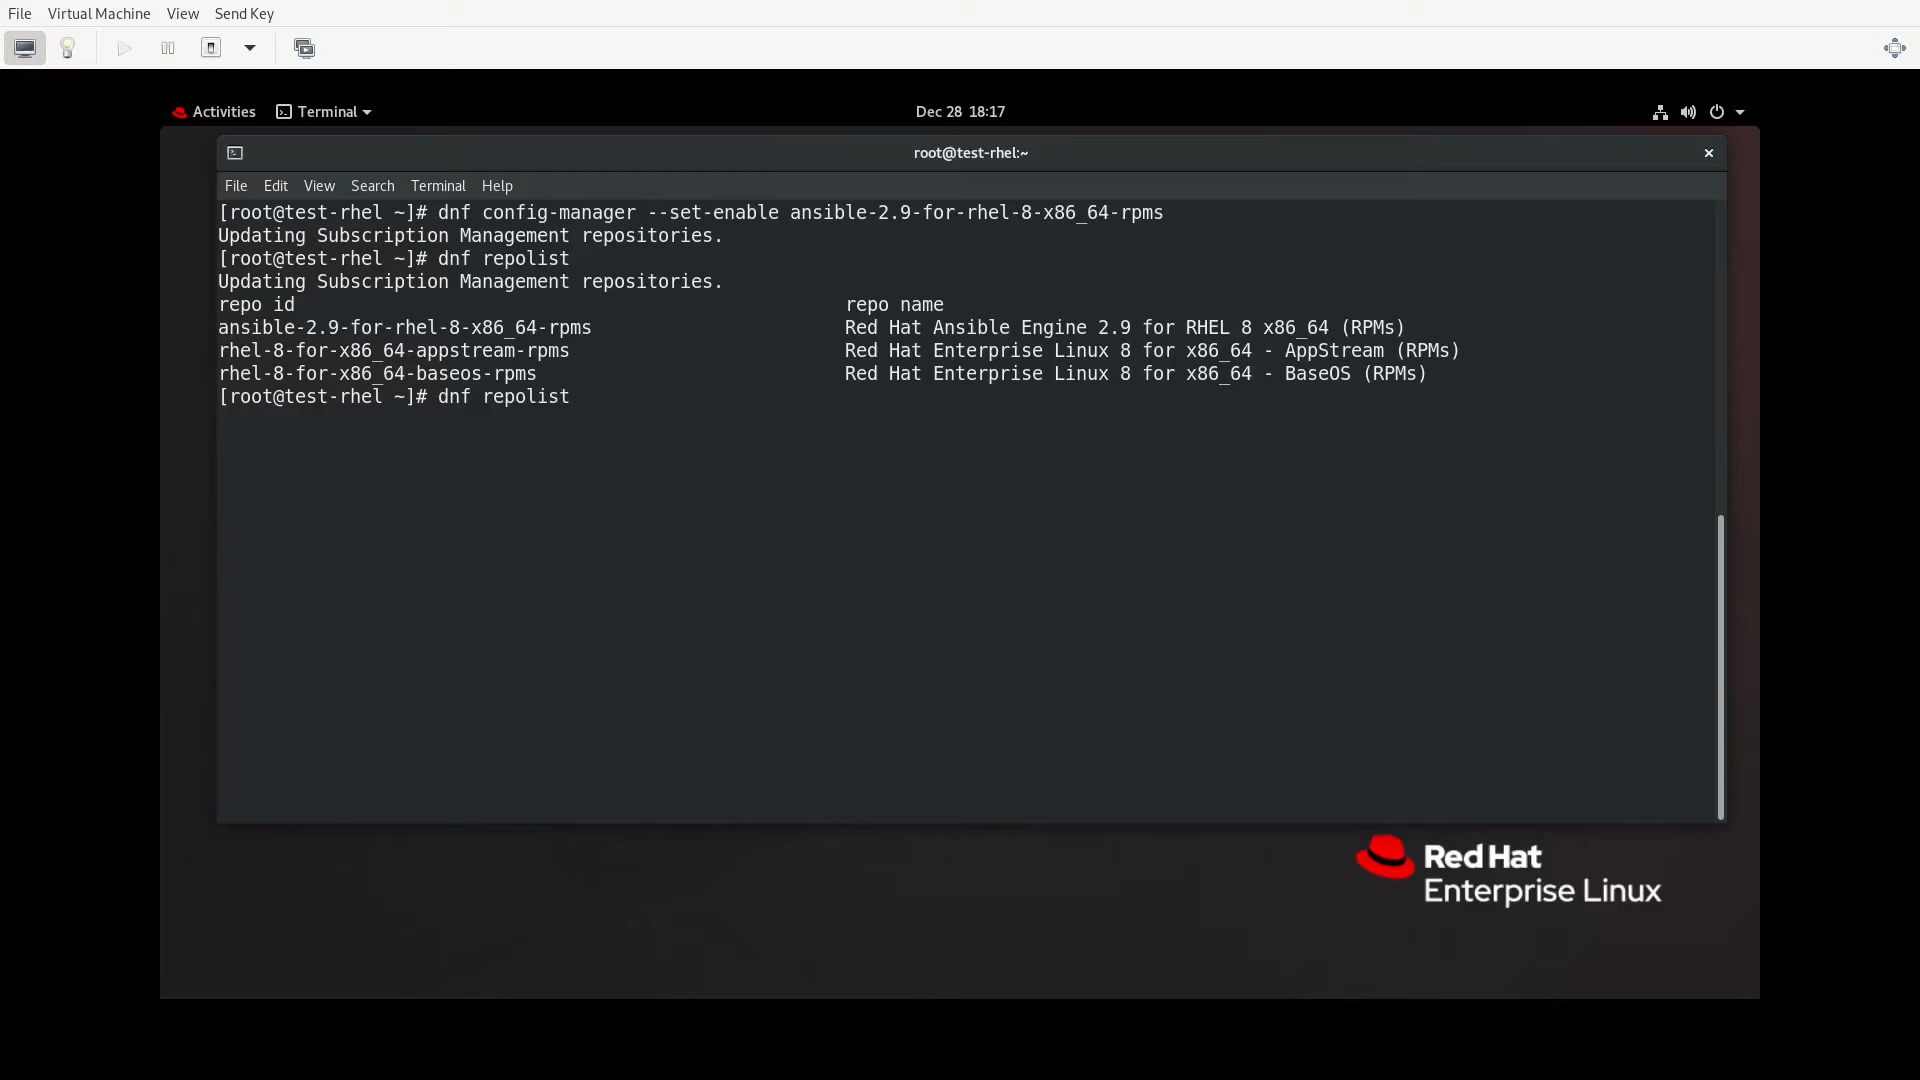 File Virtual Machine View Send Key
Activities Terminal Dec 28 18:17
root@test-rhel:~
File Edit View Search Terminal Help
[root@test-rhel ~]# dnf config-manager --set-enable ansible-2.9-for-rhel-8-x86_64-rpms
Updating Subscription Management repositories.
[root@test-rhel ~]# dnf repolist
Updating Subscription Management repositories.
repo id repo name
ansible-2.9-for-rhel-8-x86_64-rpms Red Hat Ansible Engine 2.9 for RHEL 8 x86_64 (RPMs)
rhel-8-for-x86_64-appstream-rpms Red Hat Enterprise Linux 8 for x86_64 - AppStream (RPMs)
rhel-8-for-x86_64-baseos-rpms Red Hat Enterprise Linux 8 for x86_64 - BaseOS (RPMs)
[root@test-rhel ~]# dnf repolist
Red Hat
Enterprise Linux